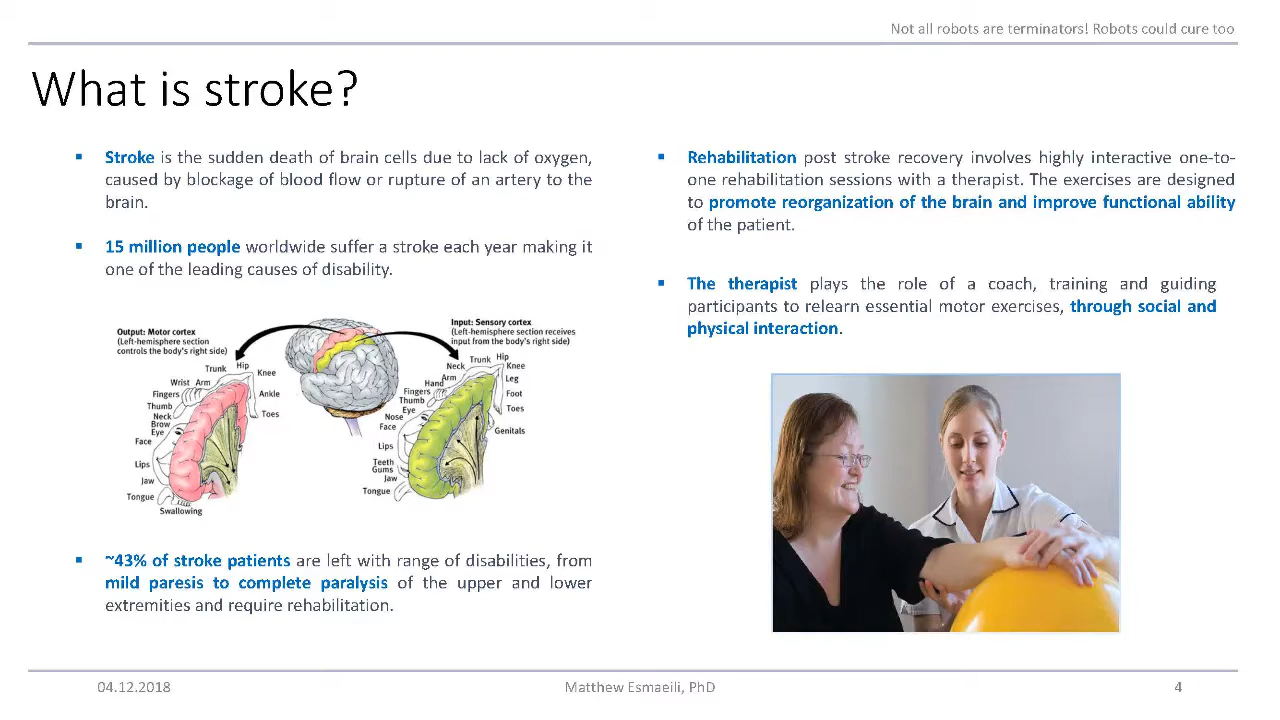 Not all robots are terminators! Robots could cure too
What is stroke?
▪ Stroke is the sudden death of brain cells due to lack of oxygen,
caused by blockage of blood flow or rupture of an artery to the
brain.
▪ 15 million people worldwide suffer a stroke each year making it
one of the leading causes of disability.
Output: Motor cortex
(Left-hemisphere section
controls the body's right side)
Trunk
Hip
Knee
Wrist
Arm
Fingers
Ankle
Thumb
Neck
Toes
Brow
Eye
Face
Lips
Jaw
Tongue
Swallowing
Input: Sensory cortex
(Left-hemisphere section receives
input from the body's right side)
Trunk
Hip
Neck
Knee
Arm
Leg
Hand
Fingers
Foot
Thumb
Eye
Toes
Nose
Face
Genitals
Lips
Teeth
Gums
Jaw
Tongue
▪ ~43% of stroke patients are left with range of disabilities, from
mild paresis to complete paralysis of the upper and lower
extremities and require rehabilitation.
▪ Rehabilitation post stroke recovery involves highly interactive one-to-
one rehabilitation sessions with a therapist. The exercises are designed
to promote reorganization of the brain and improve functional ability
of the patient.
▪ The therapist plays the role of a coach, training and guiding
participants to relearn essential motor exercises, through social and
physical interaction.
04.12.2018
Matthew Esmaeili, PhD
4